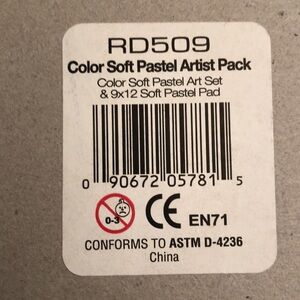 RD509
Color Soft Pastel Artist Pack
Color Soft Pastel Art Set
& 9x12 Soft Pastel Pad
0 90672 05781 5
0-3 CE EN71
CONFORMS TO ASTM D-4236
China